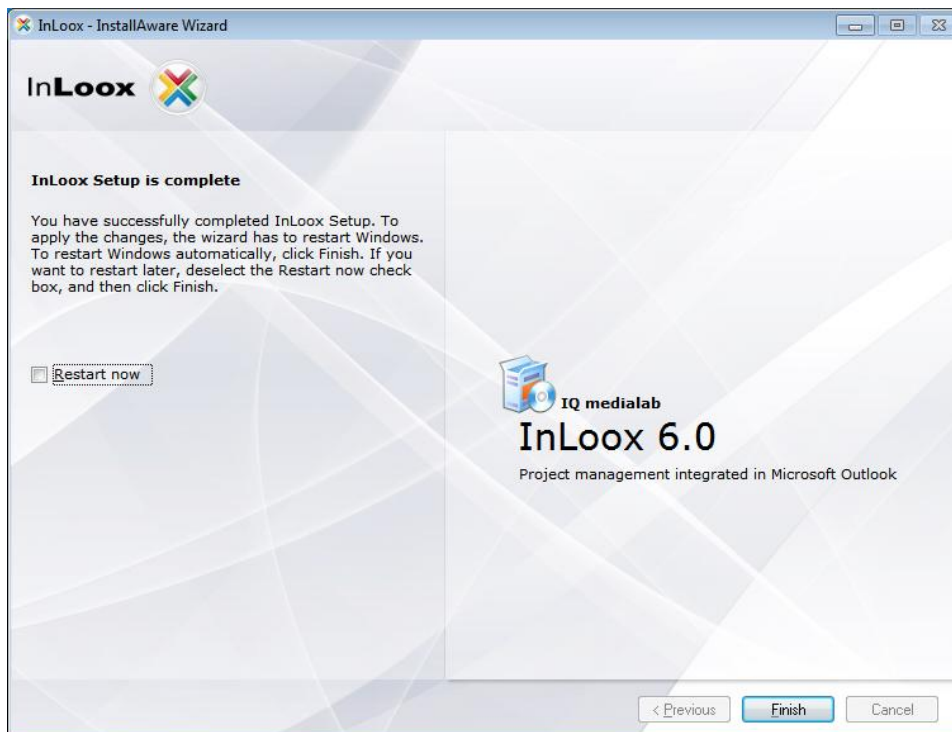 InLoox - InstallAware Wizard
InLoox
InLoox Setup is complete
You have successfully completed InLoox Setup. To
apply the changes, the wizard has to restart Windows.
To restart Windows automatically, click Finish. If you
want to restart later, deselect the Restart now check
box, and then click Finish.
Restart now
IQ medialab
InLoox 6.0
Project management integrated in Microsoft Outlook
< Previous
Finish
Cancel